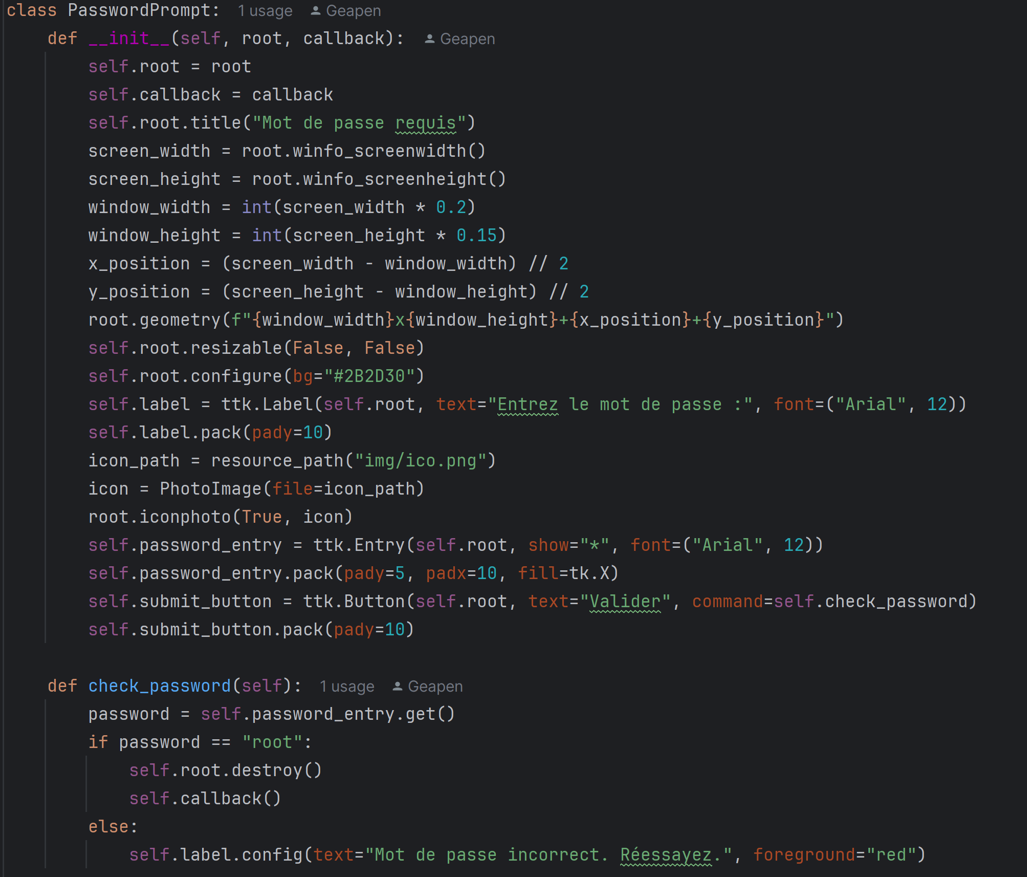 class PasswordPrompt: 1 usage Geapen
    def __init__(self, root, callback): Geapen
        self.root = root
        self.callback = callback
        self.root.title("Mot de passe requis")
        screen_width = root.winfo_screenwidth()
        screen_height = root.winfo_screenheight()
        window_width = int(screen_width * 0.2)
        window_height = int(screen_height * 0.15)
        x_position = (screen_width - window_width) // 2
        y_position = (screen_height - window_height) // 2
        root.geometry(f"{window_width}x{window_height}+{x_position}+{y_position}")
        self.root.resizable(False, False)
        self.root.configure(bg="#2B2D30")
        self.label = ttk.Label(self.root, text="Entrez le mot de passe :", font=("Arial", 12))
        self.label.pack(pady=10)
        icon_path = resource_path("img/ico.png")
        icon = PhotoImage(file=icon_path)
        root.iconphoto(True, icon)
        self.password_entry = ttk.Entry(self.root, show="*", font=("Arial", 12))
        self.password_entry.pack(pady=5, padx=10, fill=tk.X)
        self.submit_button = ttk.Button(self.root, text="Valider", command=self.check_password)
        self.submit_button.pack(pady=10)
    def check_password(self): 1 usage Geapen
        password = self.password_entry.get()
        if password == "root":
            self.root.destroy()
            self.callback()
        else:
            self.label.config(text="Mot de passe incorrect. Réessayez.", foreground="red")